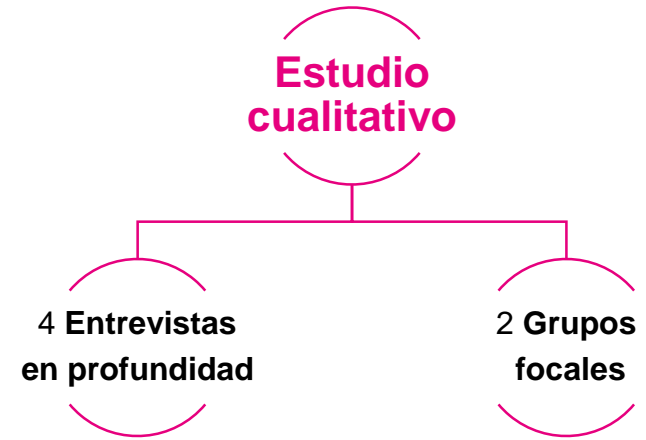 Estudio
cualitativo
4 Entrevistas
en profundidad
2 Grupos
focales